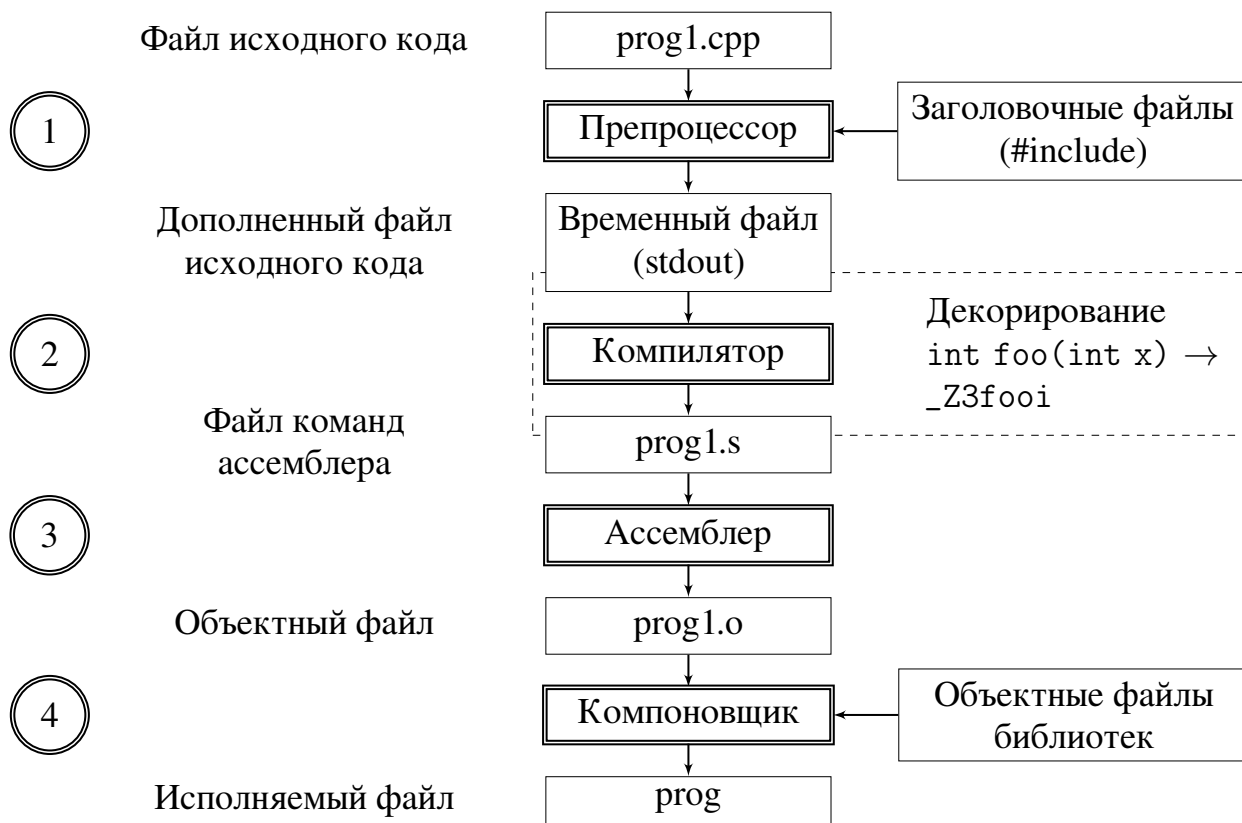 Файл исходного кода
prog1.cpp
1
Препроцессор
Заголовочные файлы
(#include)
Дополненный файл
исходного кода
Временный файл
(stdout)
2
Компилятор
Декорирование
int foo(int x) →
_Z3fooi
Файл команд
ассемблера
prog1.s
3
Ассемблер
Объектный файл
prog1.o
4
Компоновщик
Объектные файлы
библиотек
Исполняемый файл
prog